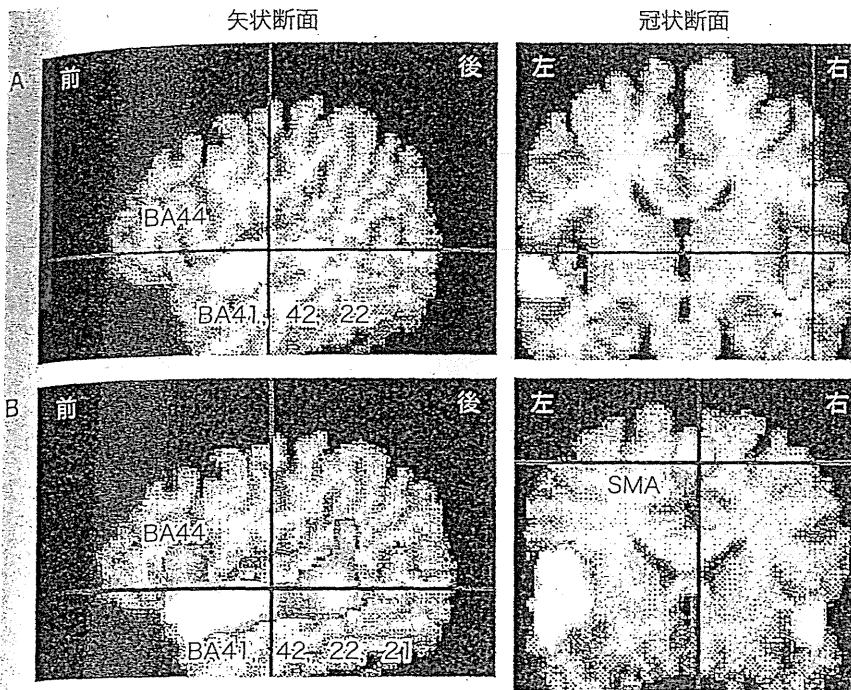 矢状断面 冠状断面
A 前 後 左 右
BA44
BA41, 42, 22
B 前 後 左 右
SMA
BA44
BA41, 42, 22, 21